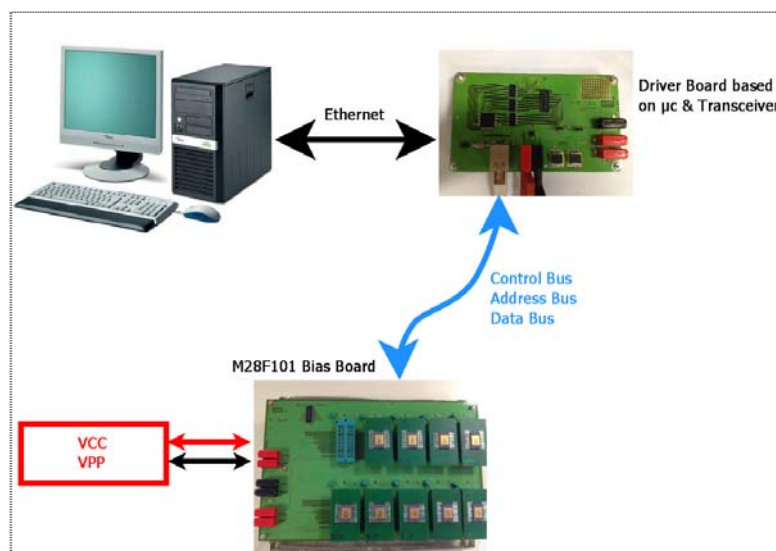 Ethernet
Driver Board based
on µc & Transceiver
Control Bus
Address Bus
Data Bus
M28F101 Bias Board
VCC
VPP